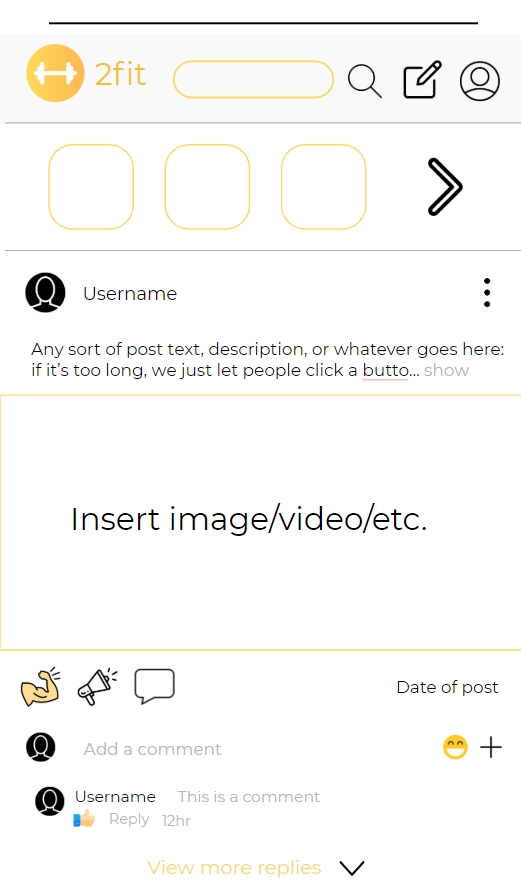 2fit
Username
Any sort of post text, description, or whatever goes here:
if it's too long, we just let people click a butto... show
Insert image/video/etc.
Date of post
Add a comment
Username This is a comment
Reply 12hr
View more replies